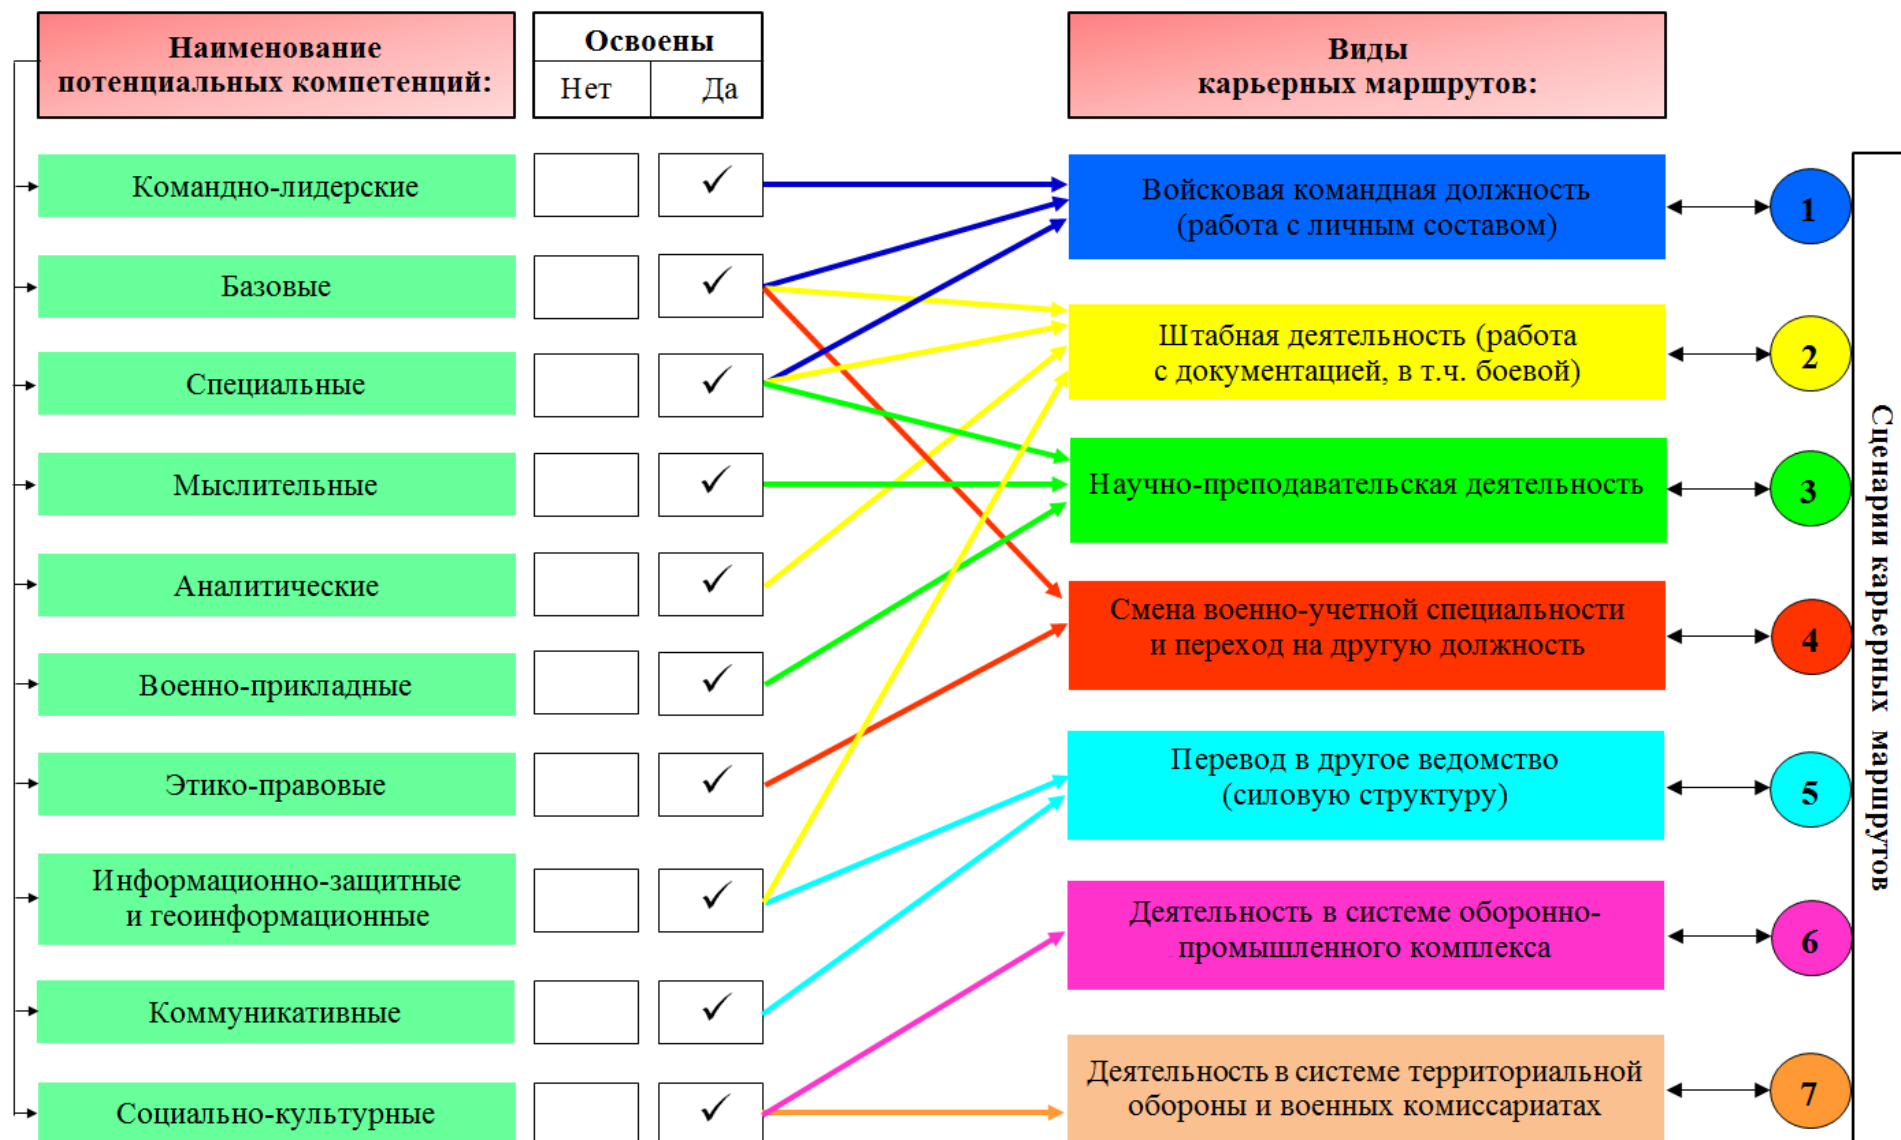 Наименование
потенциальных компетенций:
Освоены
Нет
Да
Виды
карьерных маршрутов:
Командно-лидерские
✓
Базовые
✓
Специальные
✓
Мыслительные
✓
Аналитические
✓
Военно-прикладные
✓
Этико-правовые
✓
Информационно-защитные
и геоинформационные
✓
Коммуникативные
✓
Социально-культурные
✓
Войсковая командная должность
(работа с личным составом)
1
Штабная деятельность (работа
с документацией, в т.ч. боевой)
2
Научно-преподавательская деятельность
3
Смена военно-учетной специальности
и переход на другую должность
4
Перевод в другое ведомство
(силовую структуру)
5
Деятельность в системе оборонно-
промышленного комплекса
6
Деятельность в системе территориальной
обороны и военных комиссариатах
7
Сценарии карьерных маршрутов